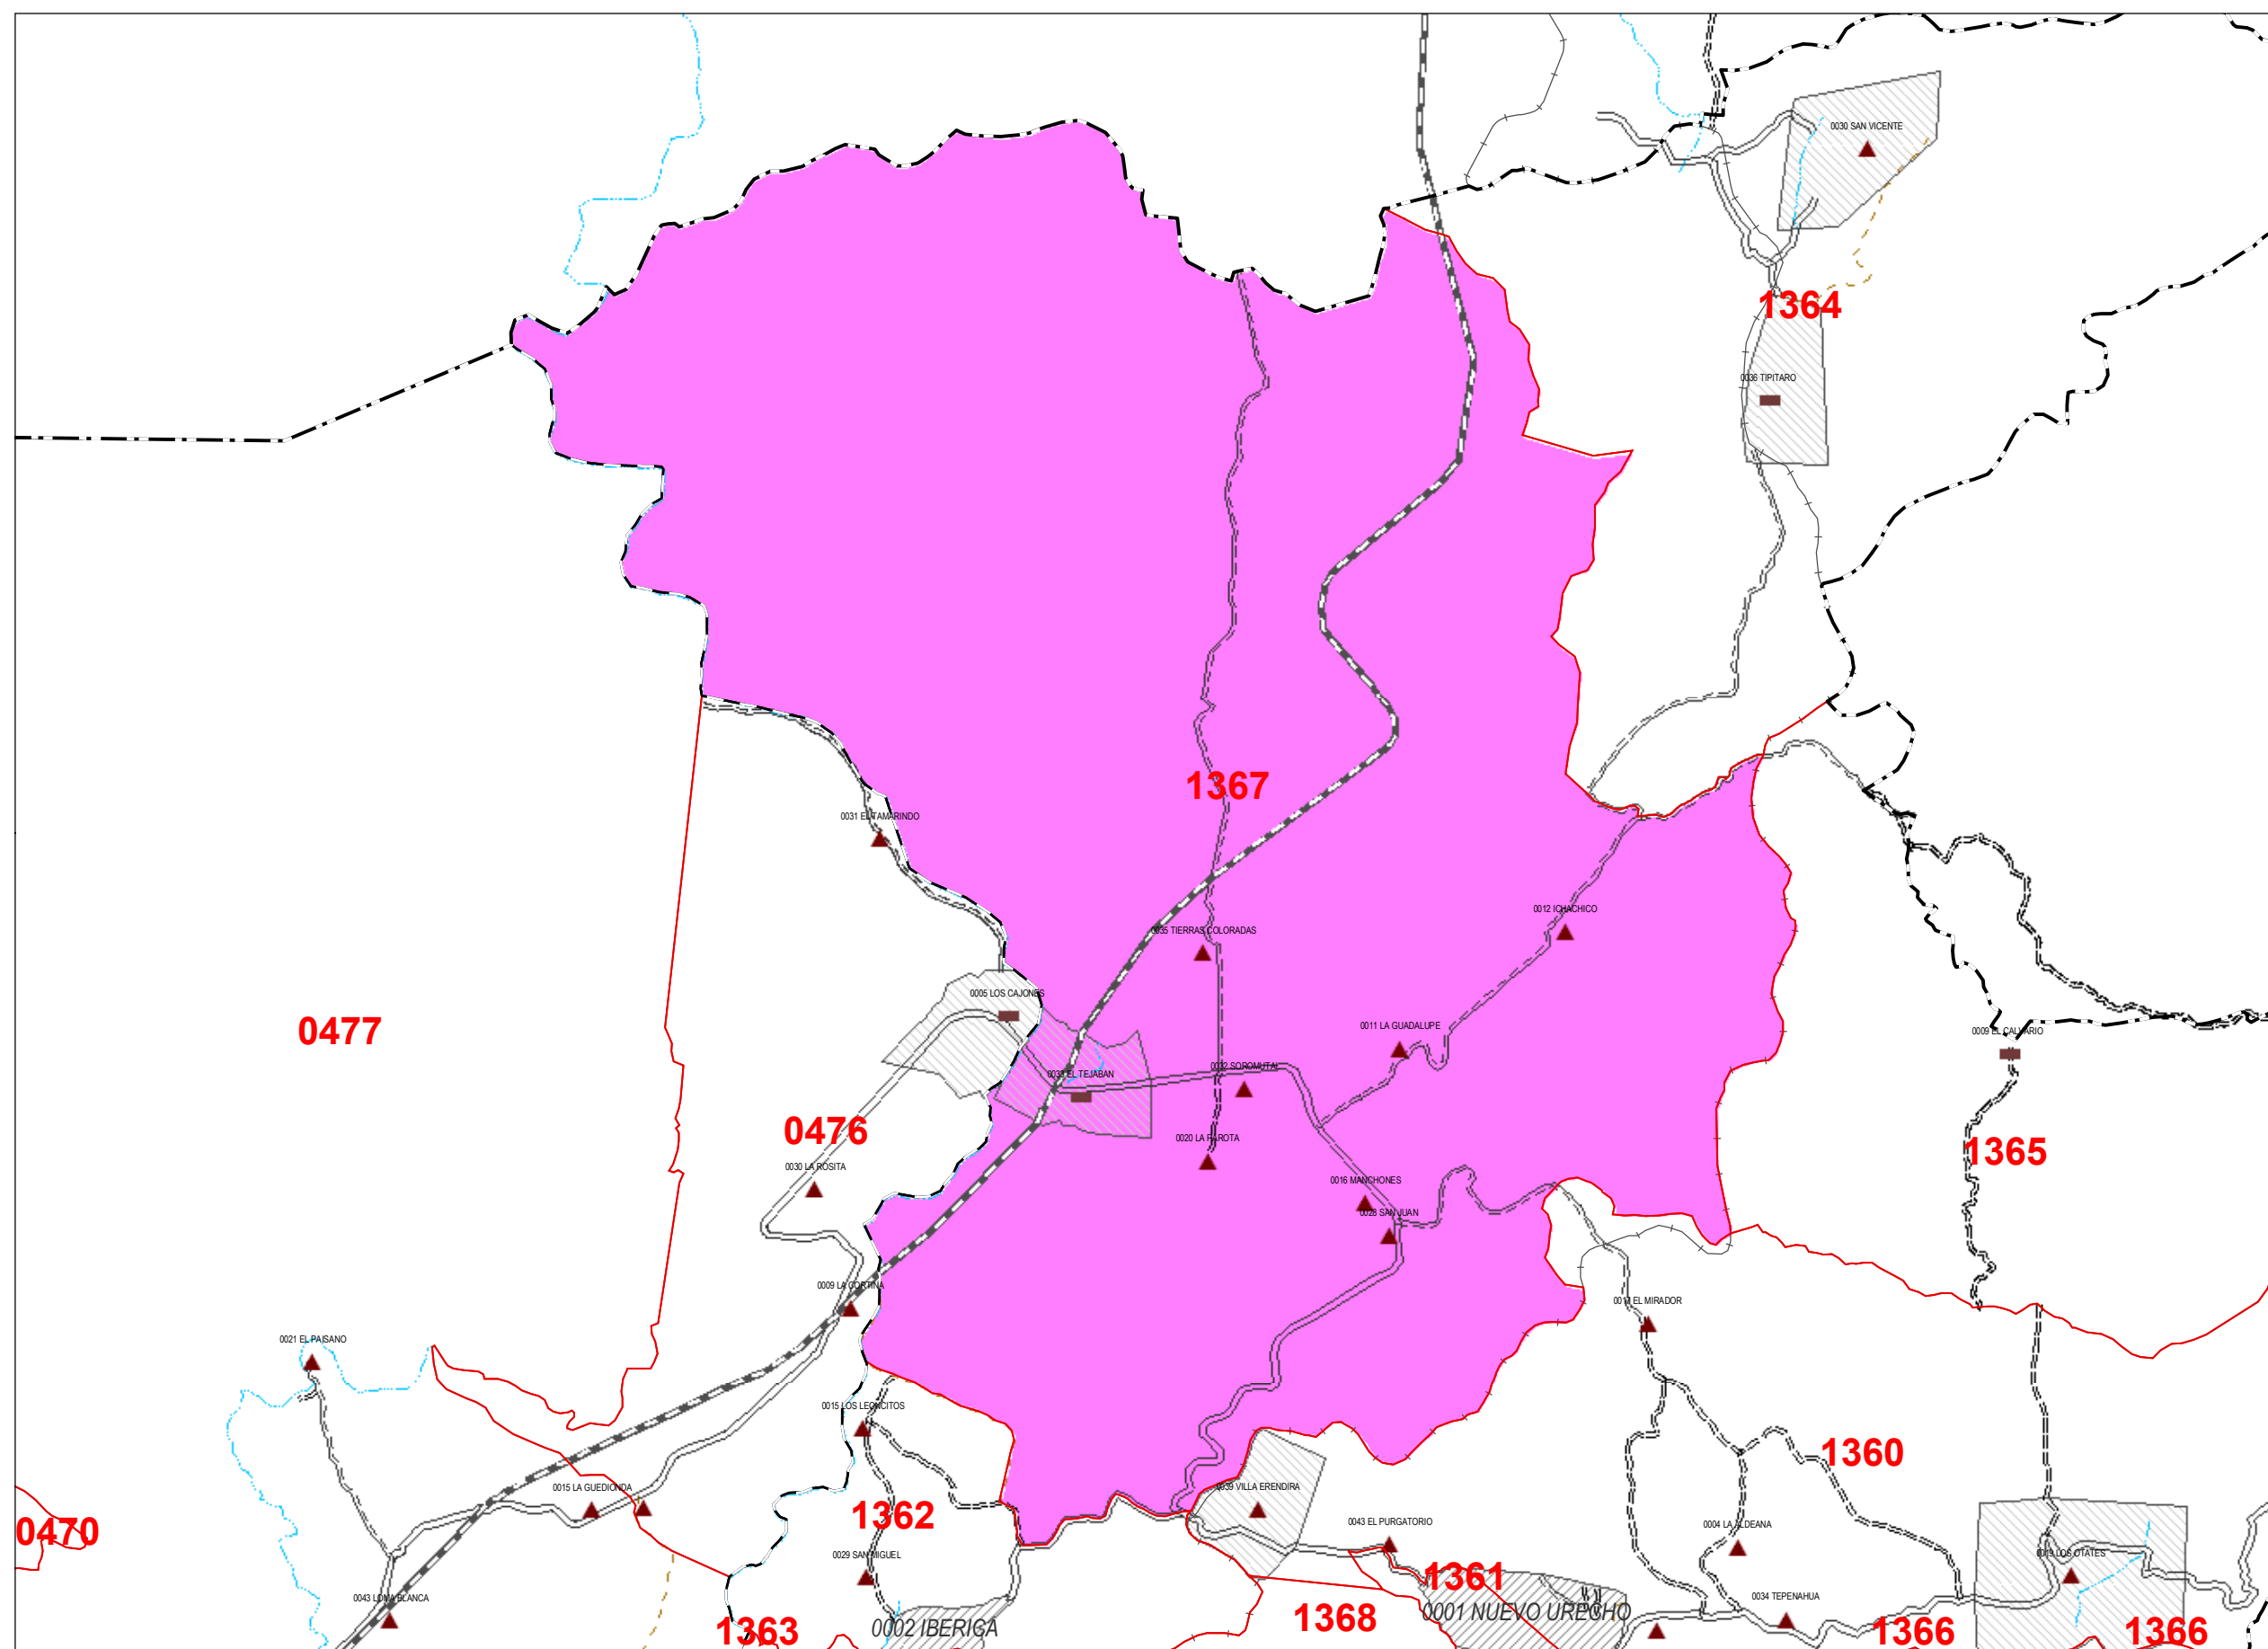 0030 SAN VICENTE
1364
0036 TIPITARO
1367
0031 EL TAMARINDO
0012 ICHACHICO
0035 TIERRAS COLORADAS
0005 LOS CAJONES
0477
0011 LA GUADALUPE
0009 EL CALVARIO
0033 EL TEJABAN
0032 SOROMUTAL
0476
0020 LA PAROTA
1365
0030 LA ROSITA
0016 MANCHONES
0028 SAN JUAN
0009 LA CORTINA
EL MIRADOR
0021 EL PAISANO
0015 LOS LEONCITOS
1360
0015 LA GUEDIONDA
0039 VILLA ERENDIRA
1362
0470
0043 EL PURGATORIO
0004 LA ALDEANA
0029 SAN MIGUEL
0019 LOS OTATES
1361
0043 LOMA BLANCA
0034 TEPENAHUA
0001 NUEVO URECHO
1368
0002 IBERICA
1363
1366
1366